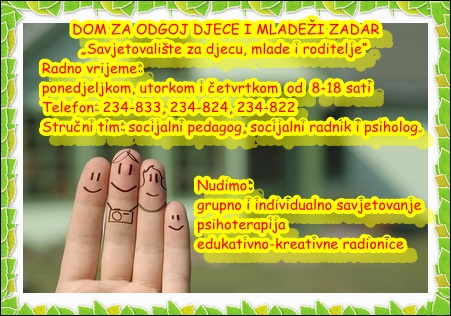 DOM ZA ODGOJ DJECE I MLADEŽI ZADAR
„Savjetovalište za djecu, mlade i roditelje“
Radno vrijeme:
ponedjeljkom, utorkom i četvrtkom od 8-18 sati
Telefon: 234-833, 234-824, 234-822
Stručni tim: socijalni pedagog, socijalni radnik i psiholog.
Nudimo:
grupno i individualno savjetovanje
psihoterapija
edukativno-kreativne radionice